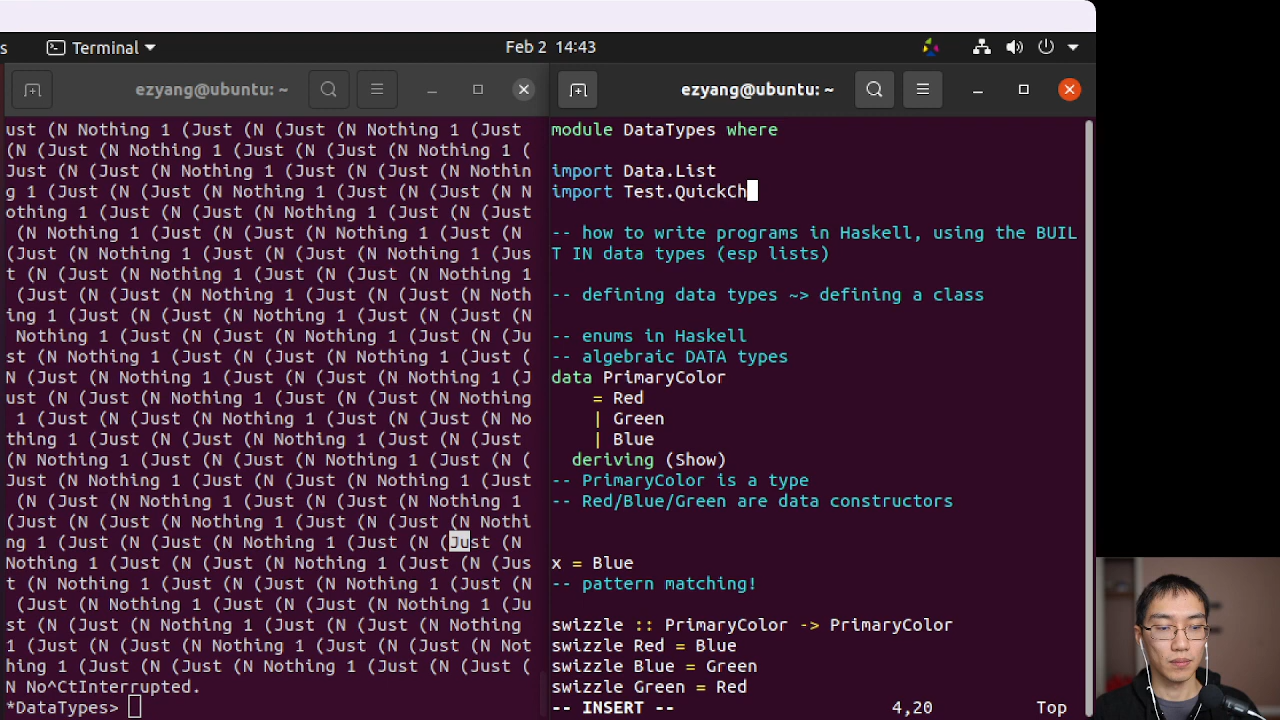 s Terminal Feb 2 14:43
ezyang@ubuntu: ~
ust (N Nothing 1 (Just (N (Just (N Nothing 1 (Just
(N (Just (N Nothing 1 (Just (N (Just (N Nothing 1 (
Just (N (Just (N Nothing 1 (Just (N (Just (N Nothin
g 1 (Just (N (Just (N Nothing 1 (Just (N (Just (N N
othing 1 (Just (N (Just (N Nothing 1 (Just (N (Just
(N Nothing 1 (Just (N (Just (N Nothing 1 (Just (N
(Just (N Nothing 1 (Just (N (Just (N Nothing 1 (Jus
t (N (Just (N Nothing 1 (Just (N (Just (N Nothing 1
(Just (N (Just (N Nothing 1 (Just (N (Just (N Noth
ing 1 (Just (N (Just (N Nothing 1 (Just (N (Just (N
Nothing 1 (Just (N (Just (N Nothing 1 (Just (N (Ju
st (N (Just (N Nothing 1 (Just (N (Just (N Nothing 1 (Just (
N (Just (N Nothing 1 (Just (N (Just (N Nothing 1 (J
ust (N (Just (N Nothing 1 (Just (N (Just (N Nothing
1 (Just (N (Just (N Nothing 1 (Just (N (Just (N No
thing 1 (Just (N (Just (N Nothing 1 (Just (N (Just
(N Nothing 1 (Just (N (Just (N Nothing 1 (Just (N (
Just (N (Just (N Nothing 1 (Just (N (Just (N Nothing 1 (Just
(N (Just (N Nothing 1 (Just (N (Just (N Nothing 1
(Just (N (Just (N Nothing 1 (Just (N (Just (N Nothi
ng 1 (Just (N (Just (N Nothing 1 (Just (N (Just (N
Nothing 1 (Just (N (Just (N Nothing 1 (Just (N (Jus
t (N (Just (N Nothing 1 (Just (N (Just (N Nothing 1 (Just (N
(Just (N (Just (N Nothing 1 (Just (N (Just (N Nothing 1 (Ju
st (N (Just (N Nothing 1 (Just (N (Just (N Nothing
1 (Just (N (Just (N Nothing 1 (Just (N (Just (N Not
hing 1 (Just (N (Just (N Nothing 1 (Just (N (Just (
N No^CtInterrupted.
*DataTypes>
ezyang@ubuntu: ~
module DataTypes where
import Data.List
import Test.QuickCh
-- how to write programs in Haskell, using the BUIL
T IN data types (esp lists)
-- defining data types ~> defining a class
-- enums in Haskell
-- algebraic DATA types
data PrimaryColor
= Red
| Green
| Blue
deriving (Show)
-- PrimaryColor is a type
-- Red/Blue/Green are data constructors
x = Blue
-- pattern matching!
swizzle :: PrimaryColor -> PrimaryColor
swizzle Red = Blue
swizzle Blue = Green
swizzle Green = Red
-- INSERT -- 4,20 Top